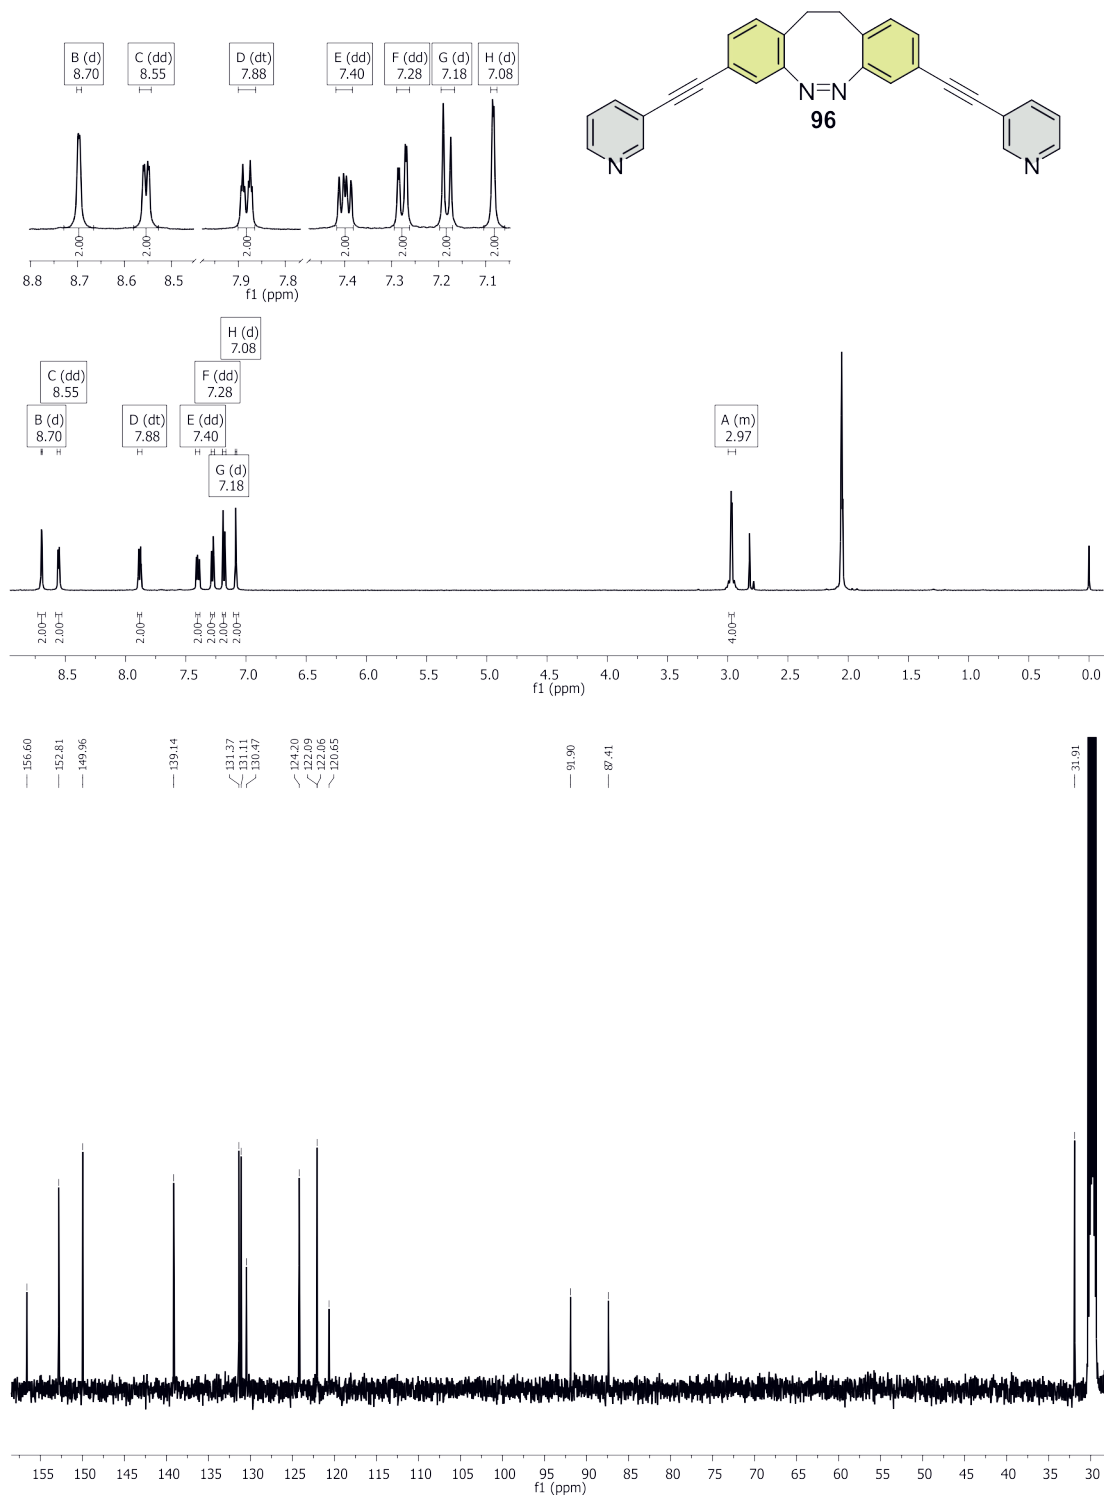 B (d) C (dd) D (dt) E (dd) F (dd) G (d) H (d)
8.70 8.55 7.88 7.40 7.28 7.18 7.08
N=N
96
N N
2.00 2.00 2.00 2.00 2.00 2.00 2.00
8.8 8.7 8.6 8.5 7.9 7.8 7.4 7.3 7.2 7.1
f1 (ppm)
H (d)
7.08
C (dd) F (dd)
8.55 7.28
B (d) D (dt) E (dd) A (m)
8.70 7.88 7.40 2.97
G (d)
7.18
2.00 2.00 2.00 2.00 2.00 2.00 2.00 4.00
8.5 8.0 7.5 7.0 6.5 6.0 5.5 5.0 4.5 4.0 3.5 3.0 2.5 2.0 1.5 1.0 0.5 0.0
f1 (ppm)
156.60 152.81 149.96 139.14 131.37 131.11 130.47 124.20 122.09 122.06 120.65 91.90 87.41 31.91
155 150 145 140 135 130 125 120 115 110 105 100 95 90 85 80 75 70 65 60 55 50 45 40 35 30
f1 (ppm)